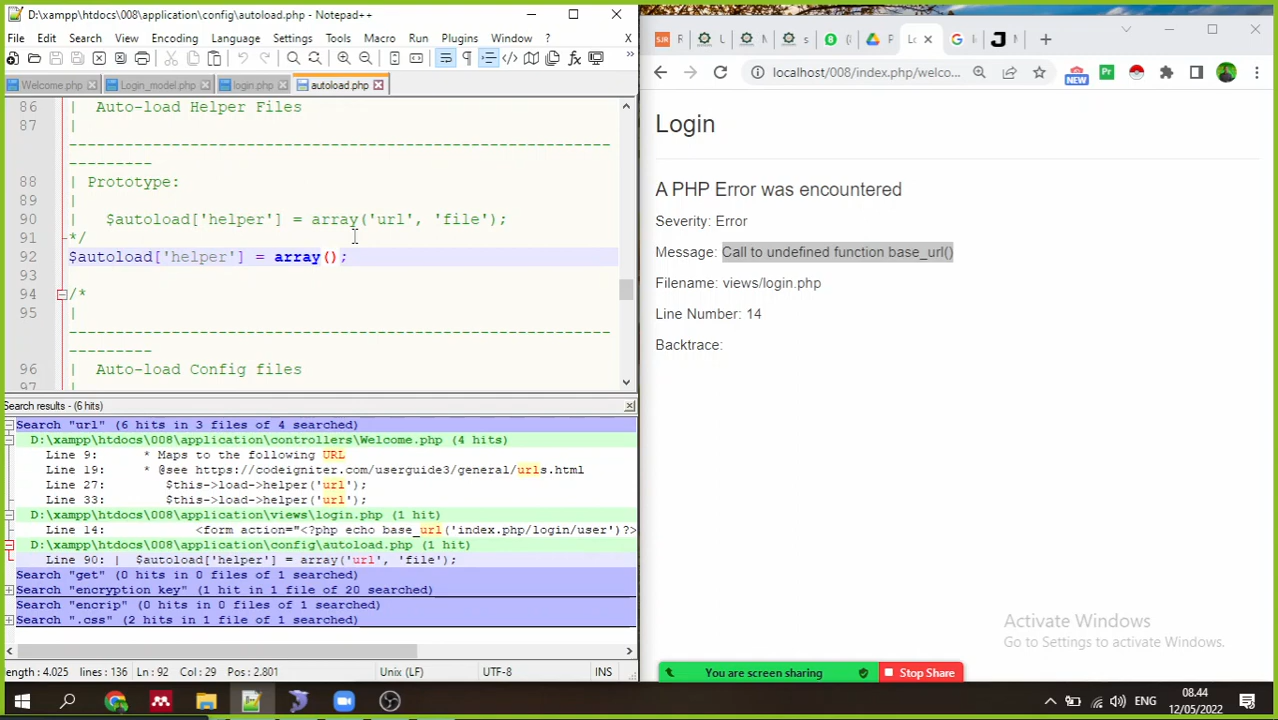 D:\xampp\htdocs\008\application\config\autoload.php - Notepad++
File Edit Search View Encoding Language Settings Tools Macro Run Plugins Window ?
Welcome.php Login_model.php login.php autoload.php
86 | Auto-load Helper Files
87 |
-----------------------------------------------------------
---------
88 | Prototype:
89 |
90 | $autoload['helper'] = array('url', 'file');
91 */
92 $autoload['helper'] = array();
93
94 /*
95 |
-----------------------------------------------------------
---------
96 | Auto-load Config files
97 |
Search results - (6 hits)
Search "url" (6 hits in 3 files of 4 searched)
D:\xampp\htdocs\008\application\controllers\Welcome.php (4 hits)
Line 9: * Maps to the following URL
Line 19: * @see https://codeigniter.com/userguide3/general/urls.html
Line 27: $this->load->helper('url');
Line 33: $this->load->helper('url');
D:\xampp\htdocs\008\application\views\login.php (1 hit)
Line 14: <form action="<?php echo base_url('index.php/login/user')?>
D:\xampp\htdocs\008\application\config\autoload.php (1 hit)
Line 90: | $autoload['helper'] = array('url', 'file');
Search "get" (0 hits in 0 files of 1 searched)
Search "encryption key" (1 hit in 1 file of 20 searched)
Search "encrip" (0 hits in 0 files of 1 searched)
Search ".css" (2 hits in 1 file of 1 searched)
ength : 4.025 lines : 136 Ln : 92 Col : 29 Pos : 2.801 Unix (LF) UTF-8 INS
localhost/008/index.php/welco...
NEW
Pr
Login
A PHP Error was encountered
Severity: Error
Message: Call to undefined function base_url()
Filename: views/login.php
Line Number: 14
Backtrace:
Activate Windows
Go to Settings to activate Windows.
You are screen sharing Stop Share
ENG
08.44
12/05/2022